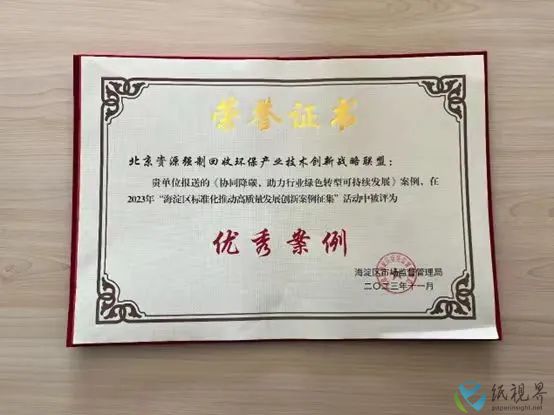 荣誉证书
北京资源强制回收环保产业技术创新战略联盟：
贵单位报送的《协同降碳、助力行业绿色转型可持续发展》案例，在
2023年“海淀区标准化推动高质量发展创新案例征集”活动中被评为
优秀案例
海淀区市场监督管理局
二〇二三年十一月
纸视界
paperinsight.net